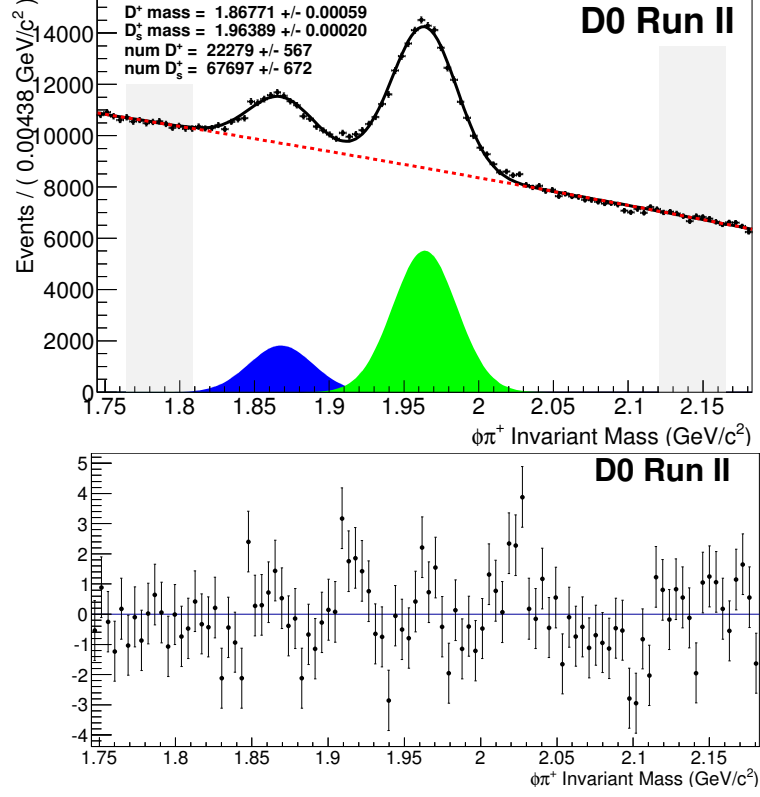 D⁺ mass = 1.86771 +/- 0.00059
D⁺ₛ mass = 1.96389 +/- 0.00020
num D⁺ = 22279 +/- 567
num D⁺ₛ = 67697 +/- 672
D0 Run II
Events / ( 0.00438 GeV/c² )
14000
12000
10000
8000
6000
4000
2000
0
1.75 1.8 1.85 1.9 1.95 2 2.05 2.1 2.15
ϕπ⁺ Invariant Mass (GeV/c²)
D0 Run II
5
4
3
2
1
0
-1
-2
-3
-4
1.75 1.8 1.85 1.9 1.95 2 2.05 2.1 2.15
ϕπ⁺ Invariant Mass (GeV/c²)